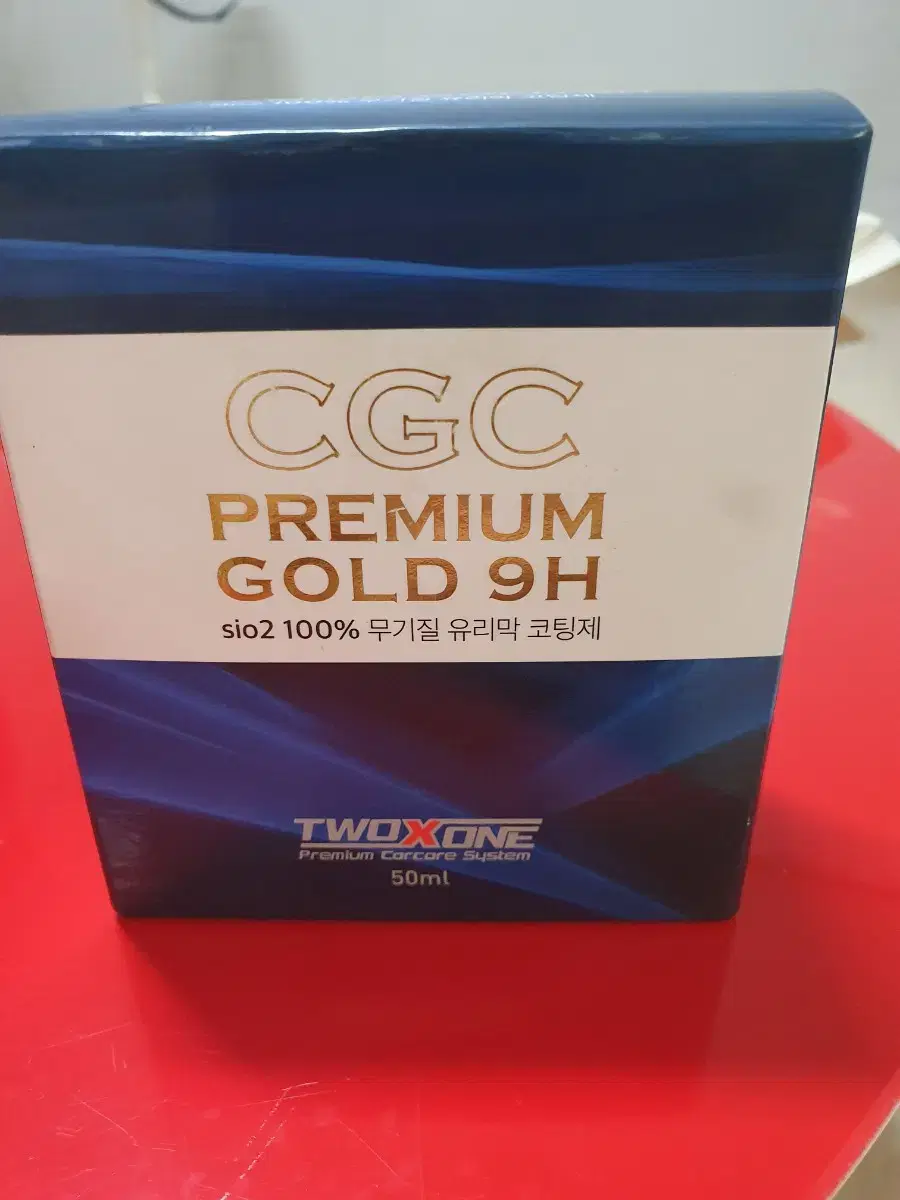 CGC
PREMIUM
GOLD 9H
sio2 100% 무기질 유리막 코팅제
TWOXONE
Premium Carcare System
50ml